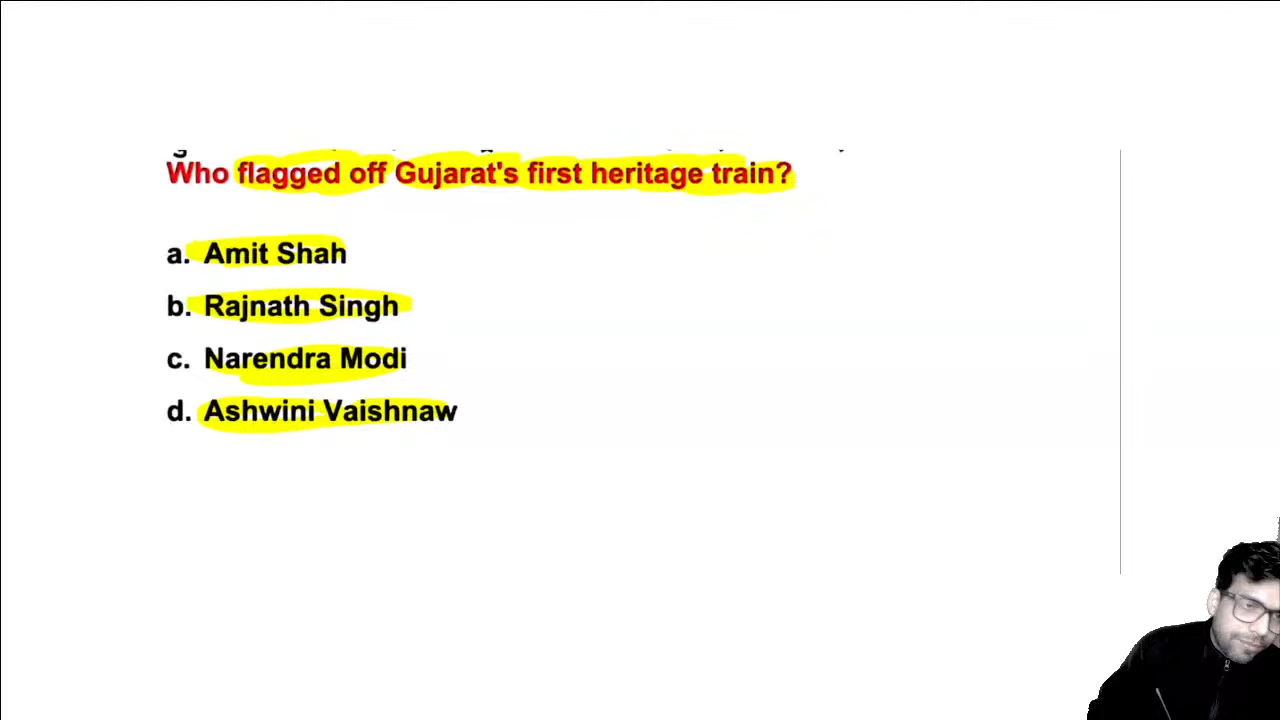 Who flagged off Gujarat's first heritage train?
a. Amit Shah
b. Rajnath Singh
c. Narendra Modi
d. Ashwini Vaishnaw